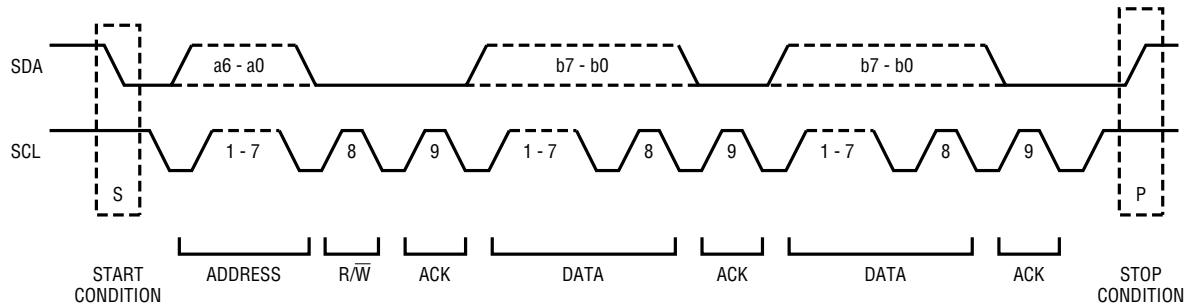 SDA
a6 - a0
b7 - b0
b7 - b0
SCL
1 - 7
8
9
1 - 7
8
9
1 - 7
8
9
S
P
START
CONDITION
ADDRESS
R/W̅
ACK
DATA
ACK
DATA
ACK
STOP
CONDITION